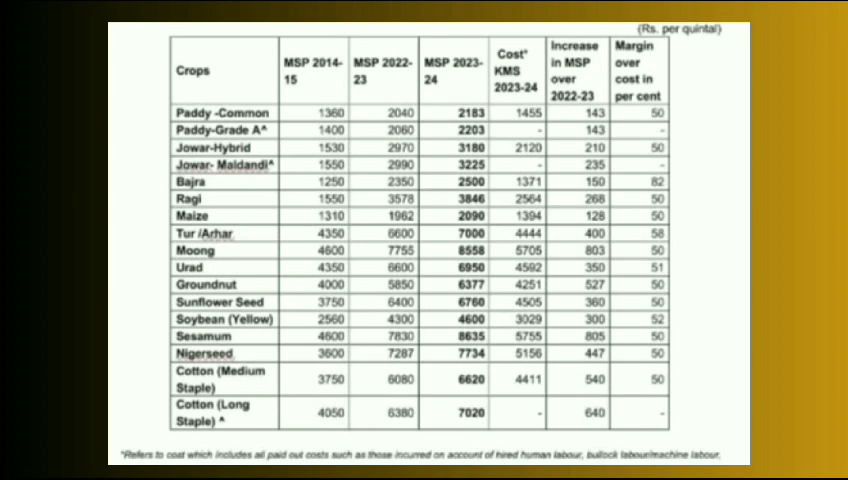 (Rs. per quintal)
Crops MSP 2014-15 MSP 2022-23 MSP 2023-24 Cost* KMS 2023-24 Increase in MSP over 2022-23 Margin over cost in per cent
Paddy -Common 1360 2040 2183 1455 143 50
Paddy-Grade A^ 1400 2060 2203 - 143 -
Jowar-Hybrid 1530 2970 3180 2120 210 50
Jowar- Maldandi^ 1550 2990 3225 - 235 -
Bajra 1250 2350 2500 1371 150 82
Ragi 1550 3578 3846 2564 268 50
Maize 1310 1962 2090 1394 128 50
Tur /Arhar 4350 6600 7000 4444 400 58
Moong 4600 7755 8558 5705 803 50
Urad 4350 6600 6950 4592 350 51
Groundnut 4000 5850 6377 4251 527 50
Sunflower Seed 3750 6400 6760 4505 360 50
Soybean (Yellow) 2560 4300 4600 3029 300 52
Sesamum 4600 7830 8635 5755 805 50
Nigerseed 3600 7287 7734 5156 447 50
Cotton (Medium Staple) 3750 6080 6620 4411 540 50
Cotton (Long Staple) ^ 4050 6380 7020 - 640 -
*Refers to cost which includes all paid out costs such as those incurred on account of hired human labour, bullock labour/machine labour,